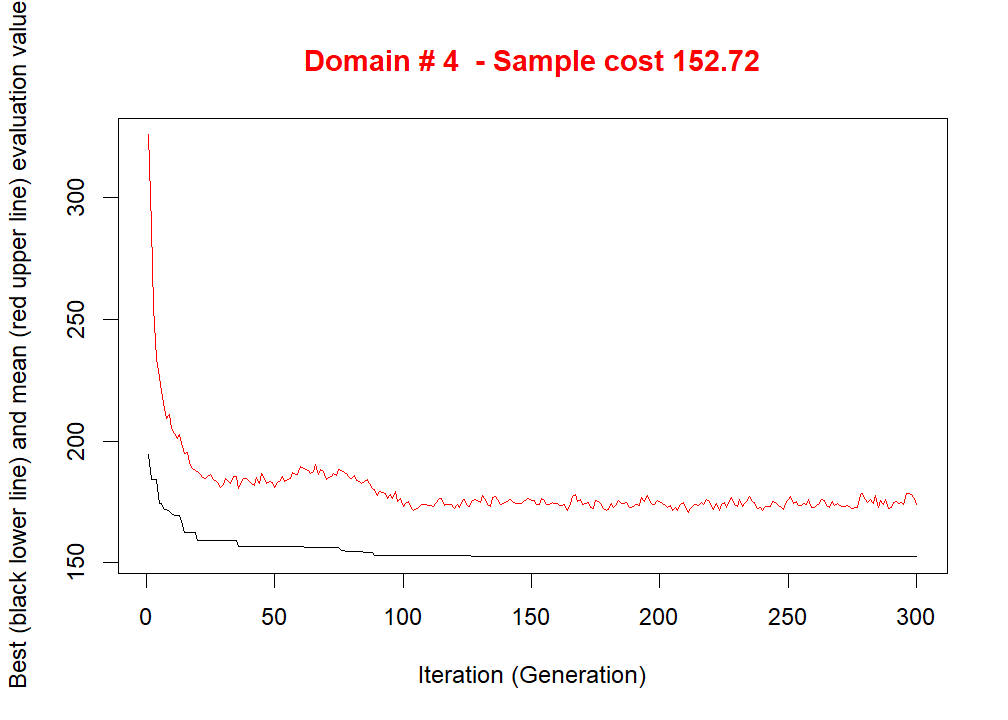 Domain # 4  - Sample cost 152.72
Best (black lower line) and mean (red upper line) evaluation value
300
250
200
150
0 50 100 150 200 250 300
Iteration (Generation)